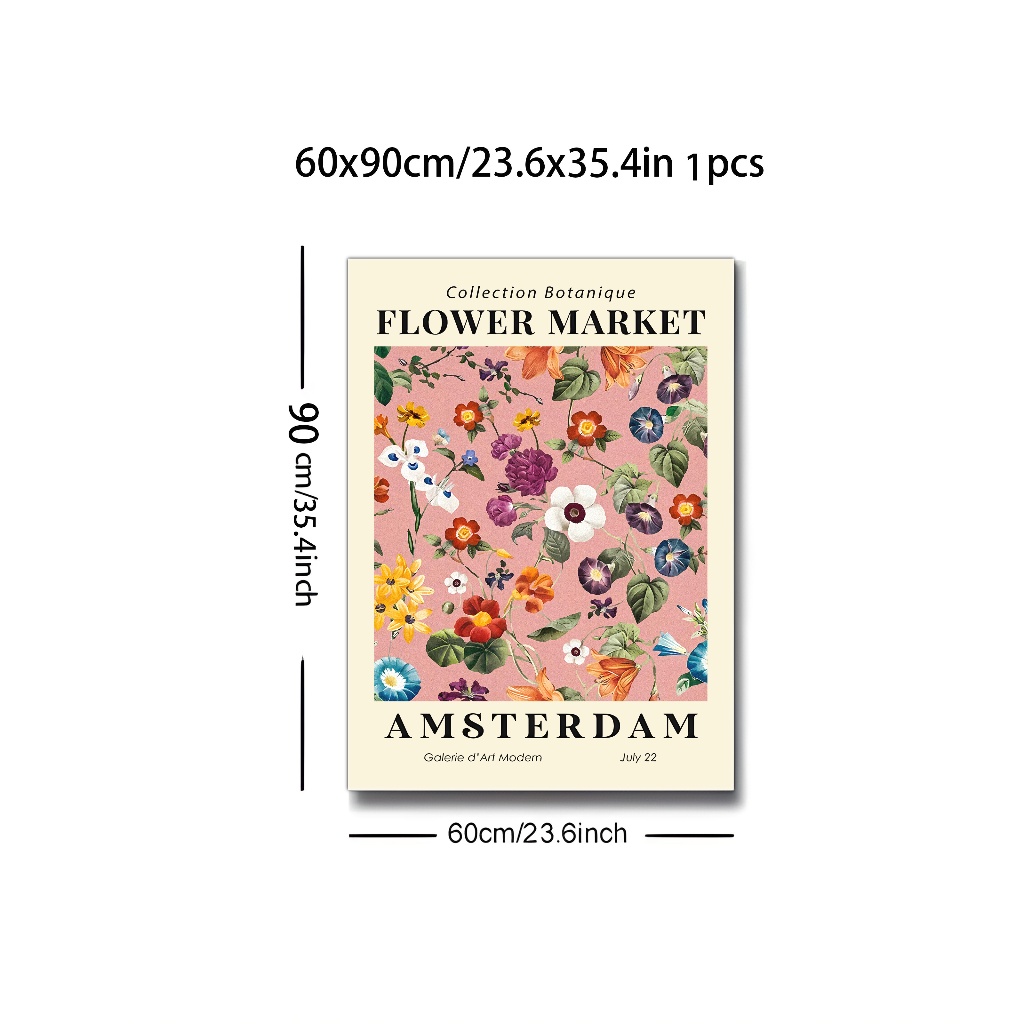 60x90cm/23.6x35.4in 1pcs
Collection Botanique
FLOWER MARKET
90 cm/35.4inch
AMSTERDAM
Galerie d'Art Modern July 22
60cm/23.6inch